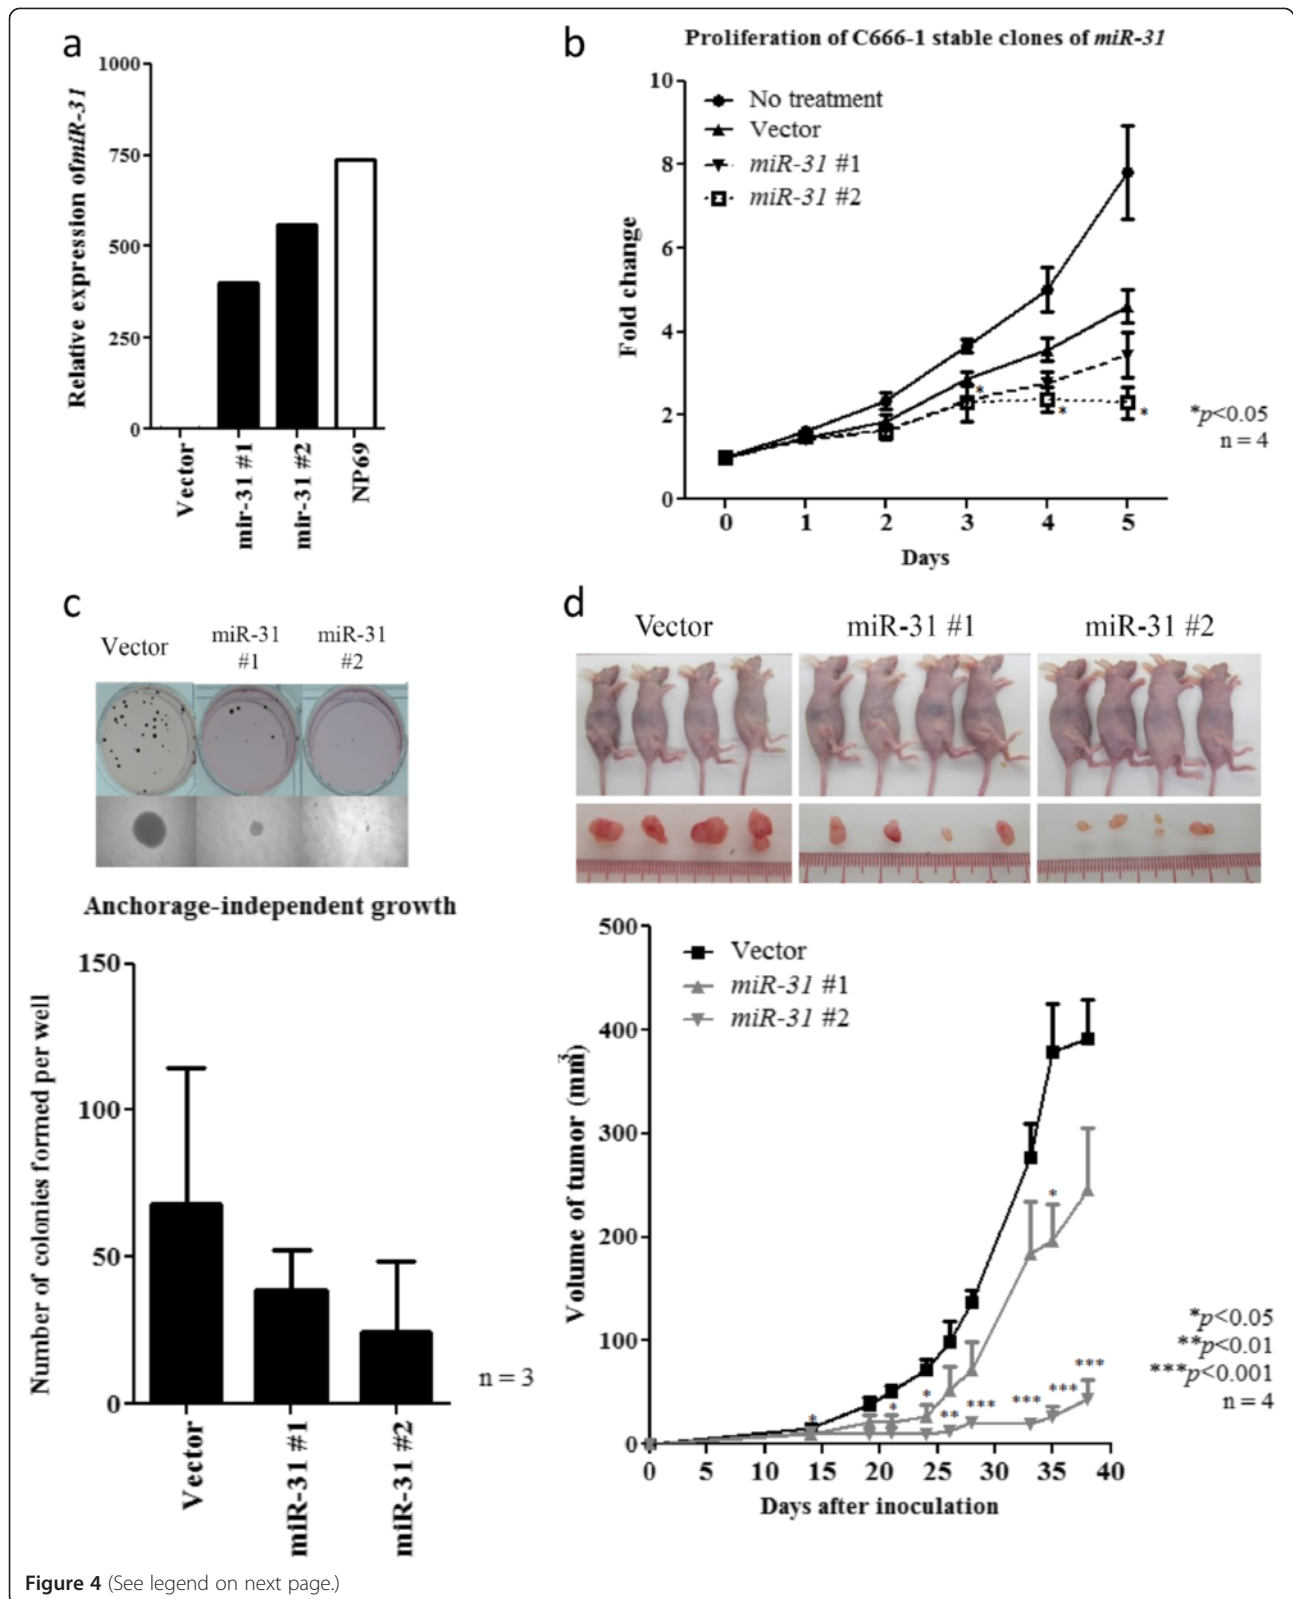 a
1000
750
500
250
0
Relative expression ofmiR-31
Vector
mir-31 #1
mir-31 #2
NP69
b
Proliferation of C666-1 stable clones of miR-31
10
8
6
4
2
0
Fold change
No treatment
Vector
miR-31 #1
miR-31 #2
*
*
*
*p<0.05
n = 4
0 1 2 3 4 5
Days
c
Vector
miR-31
#1
miR-31
#2
Anchorage-independent growth
150
100
50
0
Number of colonies formed per well
Vector
miR-31 #1
miR-31 #2
n = 3
d
Vector
miR-31 #1
miR-31 #2
500
400
300
200
100
0
Volume of tumor (mm3)
Vector
miR-31 #1
miR-31 #2
*
*
*
**
***
*
***
***
***
*p<0.05
**p<0.01
***p<0.001
n = 4
0 5 10 15 20 25 30 35 40
Days after inoculation
Figure 4 (See legend on next page.)